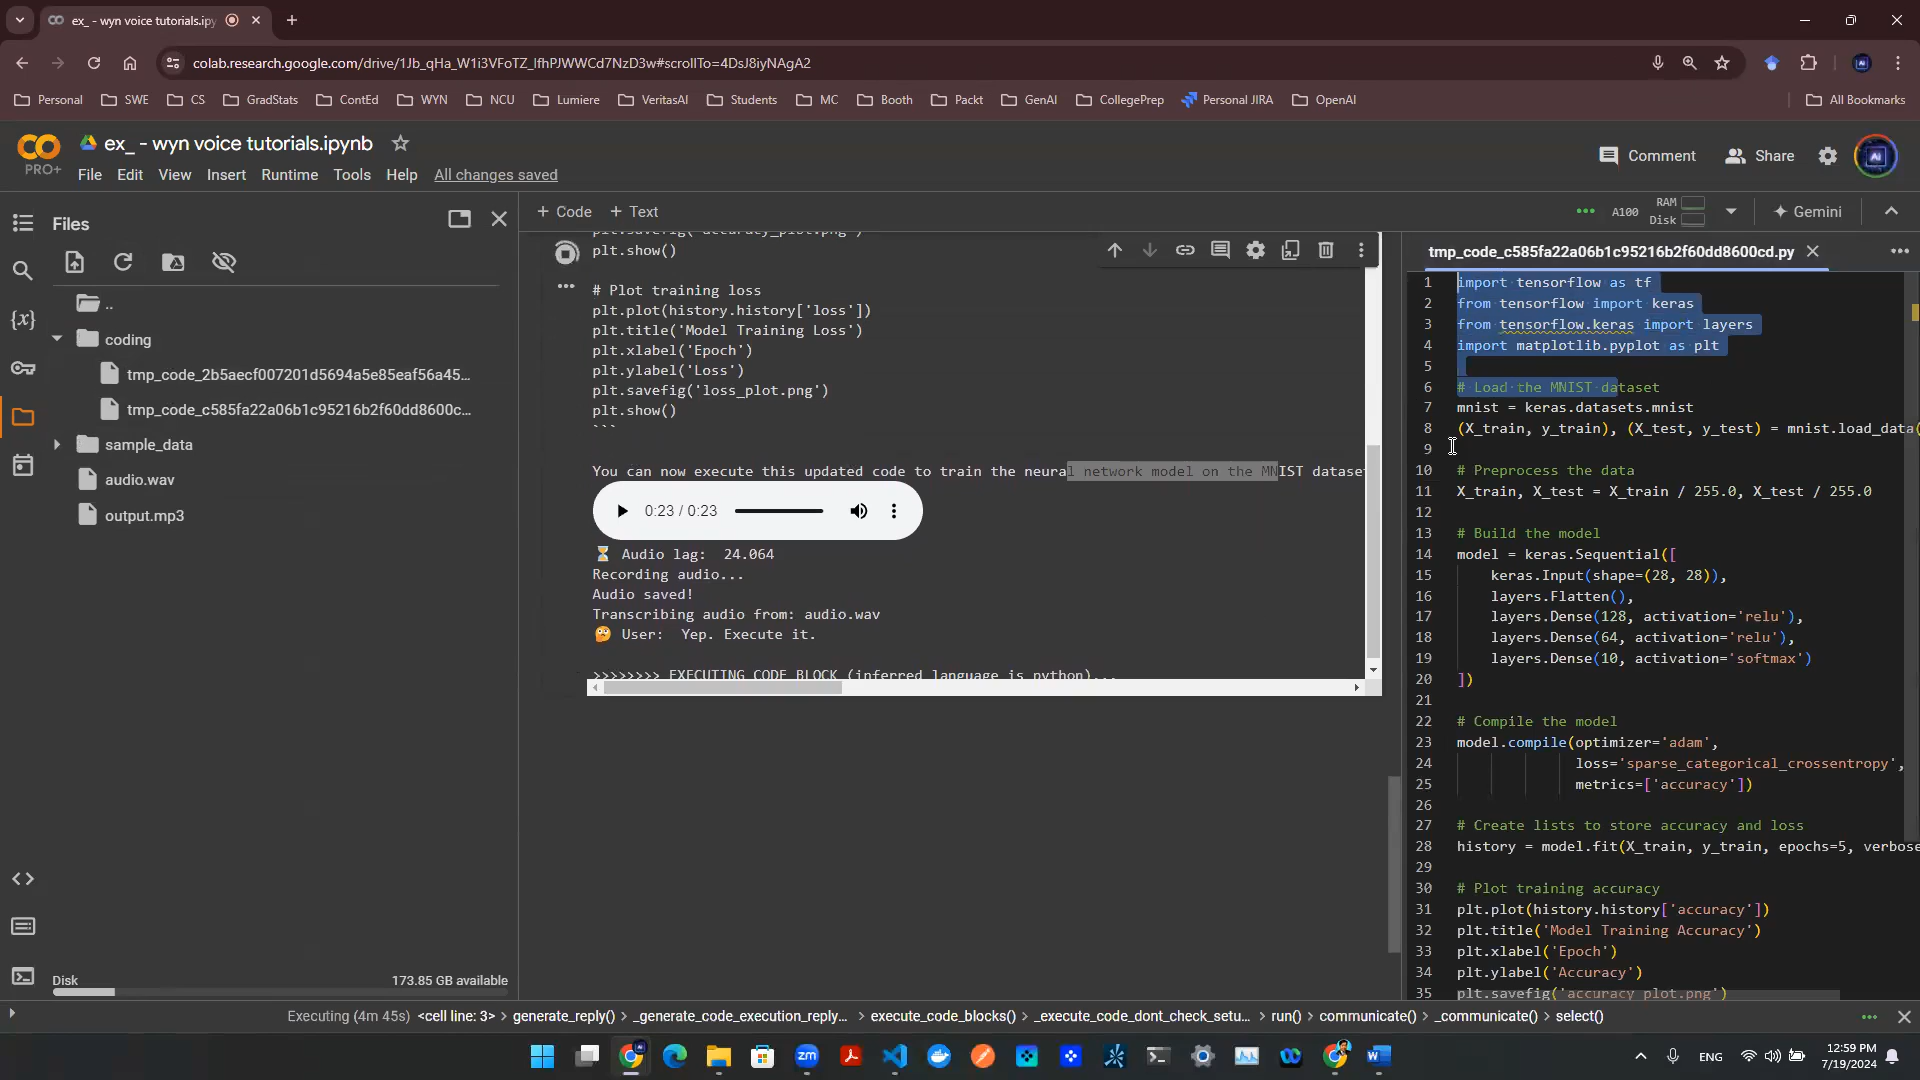 ex_ - wyn voice tutorials.ipy
colab.research.google.com/drive/1Jb_qHa_W1i3VFoTZ_lfhPJWWCd7NzD3w#scrollTo=4DsJ8iyNAgA2
Personal SWE CS GradStats ContEd WYN NCU Lumiere VeritasAI Students MC Booth Packt GenAI CollegePrep Personal JIRA OpenAI All Bookmarks
CO PRO+
ex_ - wyn voice tutorials.ipynb
Comment Share
File Edit View Insert Runtime Tools Help All changes saved
Files
+ Code + Text
A100 RAM Disk Gemini
..
coding
tmp_code_2b5aecf007201d5694a5e85eaf56a45...
tmp_code_c585fa22a06b1c95216b2f60dd8600c...
sample_data
audio.wav
output.mp3
Disk 173.85 GB available
plt.savefig('accuracy_plot.png')
plt.show()
# Plot training loss
plt.plot(history.history['loss'])
plt.title('Model Training Loss')
plt.xlabel('Epoch')
plt.ylabel('Loss')
plt.savefig('loss_plot.png')
plt.show()
```
You can now execute this updated code to train the neural network model on the MNIST dataset
0:23 / 0:23
⏳ Audio lag: 24.064
Recording audio...
Audio saved!
Transcribing audio from: audio.wav
🤔 User: Yep. Execute it.
>>>>>>>> EXECUTING CODE BLOCK (inferred language is python)...
tmp_code_c585fa22a06b1c95216b2f60dd8600cd.py
1 import tensorflow as tf
2 from tensorflow import keras
3 from tensorflow.keras import layers
4 import matplotlib.pyplot as plt
5
6 # Load the MNIST dataset
7 mnist = keras.datasets.mnist
8 (X_train, y_train), (X_test, y_test) = mnist.load_data(
9
10 # Preprocess the data
11 X_train, X_test = X_train / 255.0, X_test / 255.0
12
13 # Build the model
14 model = keras.Sequential([
15 keras.Input(shape=(28, 28)),
16 layers.Flatten(),
17 layers.Dense(128, activation='relu'),
18 layers.Dense(64, activation='relu'),
19 layers.Dense(10, activation='softmax')
20 ])
21
22 # Compile the model
23 model.compile(optimizer='adam',
24 loss='sparse_categorical_crossentropy',
25 metrics=['accuracy'])
26
27 # Create lists to store accuracy and loss
28 history = model.fit(X_train, y_train, epochs=5, verbose
29
30 # Plot training accuracy
31 plt.plot(history.history['accuracy'])
32 plt.title('Model Training Accuracy')
33 plt.xlabel('Epoch')
34 plt.ylabel('Accuracy')
35 plt.savefig('accuracy_plot.png')
Executing (4m 45s) <cell line: 3> > generate_reply() > _generate_code_execution_reply... > execute_code_blocks() > _execute_code_dont_check_setu... > run() > communicate() > _communicate() > select()
ENG
12:59 PM
7/19/2024